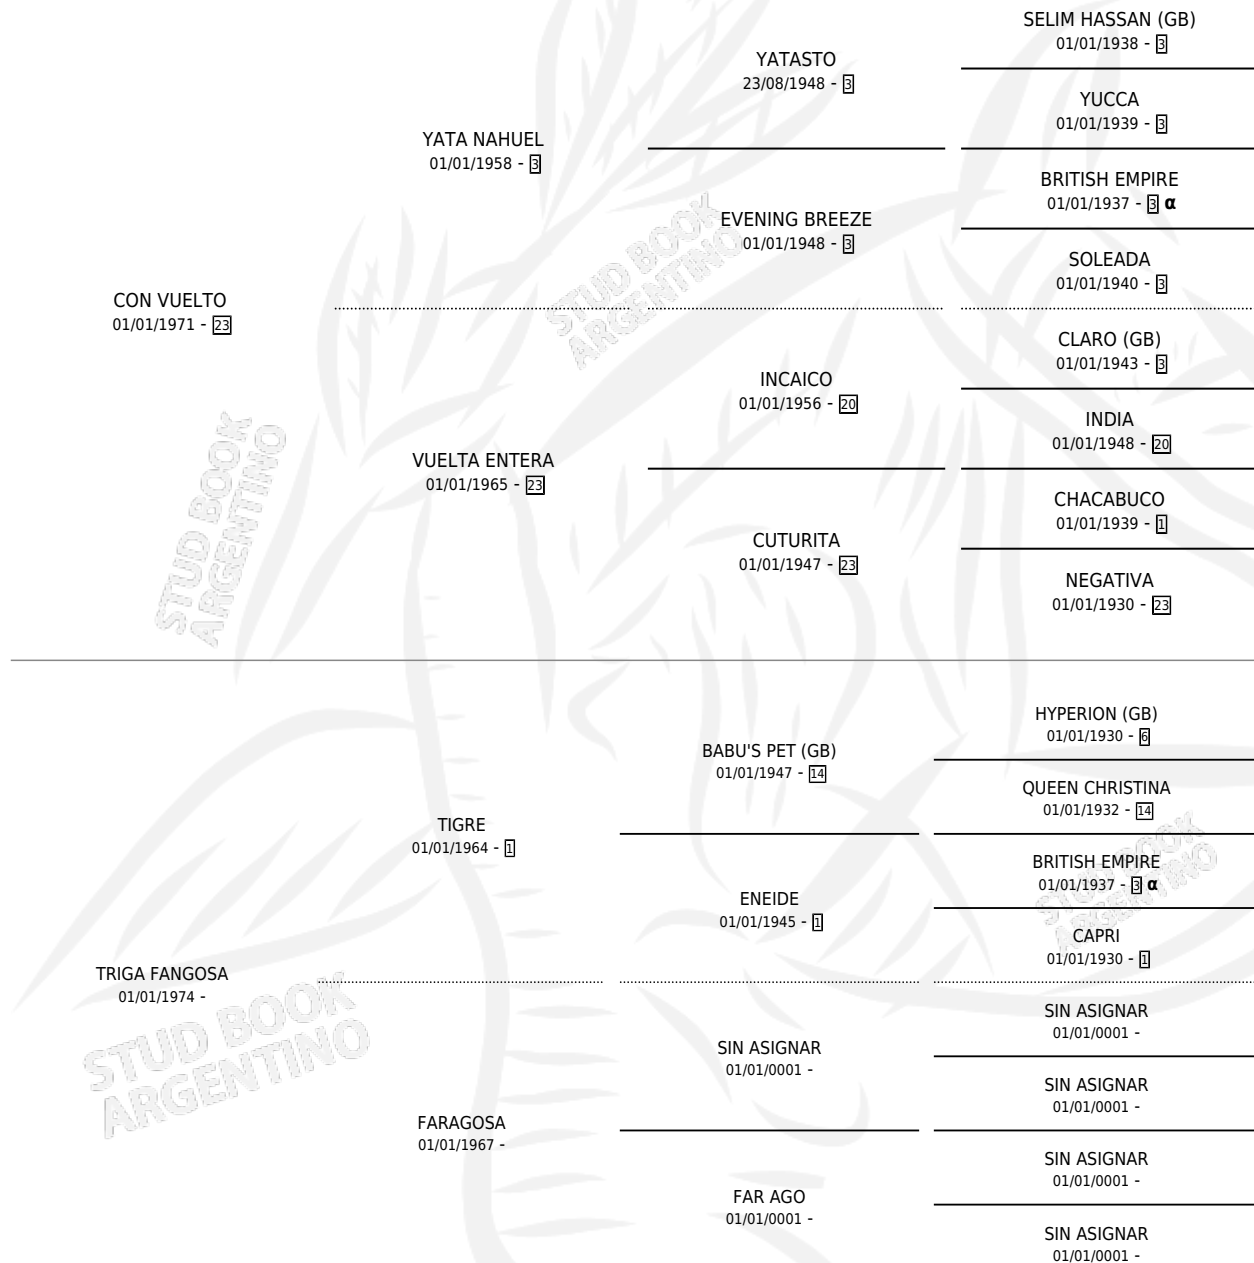 SELIM HASSAN (GB)
01/01/1938 - 3
YATASTO
23/08/1948 - 3
YUCCA
01/01/1939 - 3
YATA NAHUEL
01/01/1958 - 3
BRITISH EMPIRE
01/01/1937 - 3 α
EVENING BREEZE
01/01/1948 - 3
SOLEADA
01/01/1940 - 3
CON VUELTO
01/01/1971 - 23
CLARO (GB)
01/01/1943 - 3
INCAICO
01/01/1956 - 20
INDIA
01/01/1948 - 20
VUELTA ENTERA
01/01/1965 - 23
CHACABUCO
01/01/1939 - 1
CUTURITA
01/01/1947 - 23
NEGATIVA
01/01/1930 - 23
HYPERION (GB)
01/01/1930 - 6
BABU'S PET (GB)
01/01/1947 - 14
QUEEN CHRISTINA
01/01/1932 - 14
TIGRE
01/01/1964 - 1
BRITISH EMPIRE
01/01/1937 - 3 α
ENEIDE
01/01/1945 - 1
CAPRI
01/01/1930 - 1
TRIGA FANGOSA
01/01/1974 -
SIN ASIGNAR
01/01/0001 -
SIN ASIGNAR
01/01/0001 -
SIN ASIGNAR
01/01/0001 -
FARAGOSA
01/01/1967 -
SIN ASIGNAR
01/01/0001 -
FAR AGO
01/01/0001 -
SIN ASIGNAR
01/01/0001 -
STUD BOOK
ARGENTINO
STUD BOOK
ARGENTINO
STUD BOOK
ARGENTINO
STUD BOOK
ARGENTINO